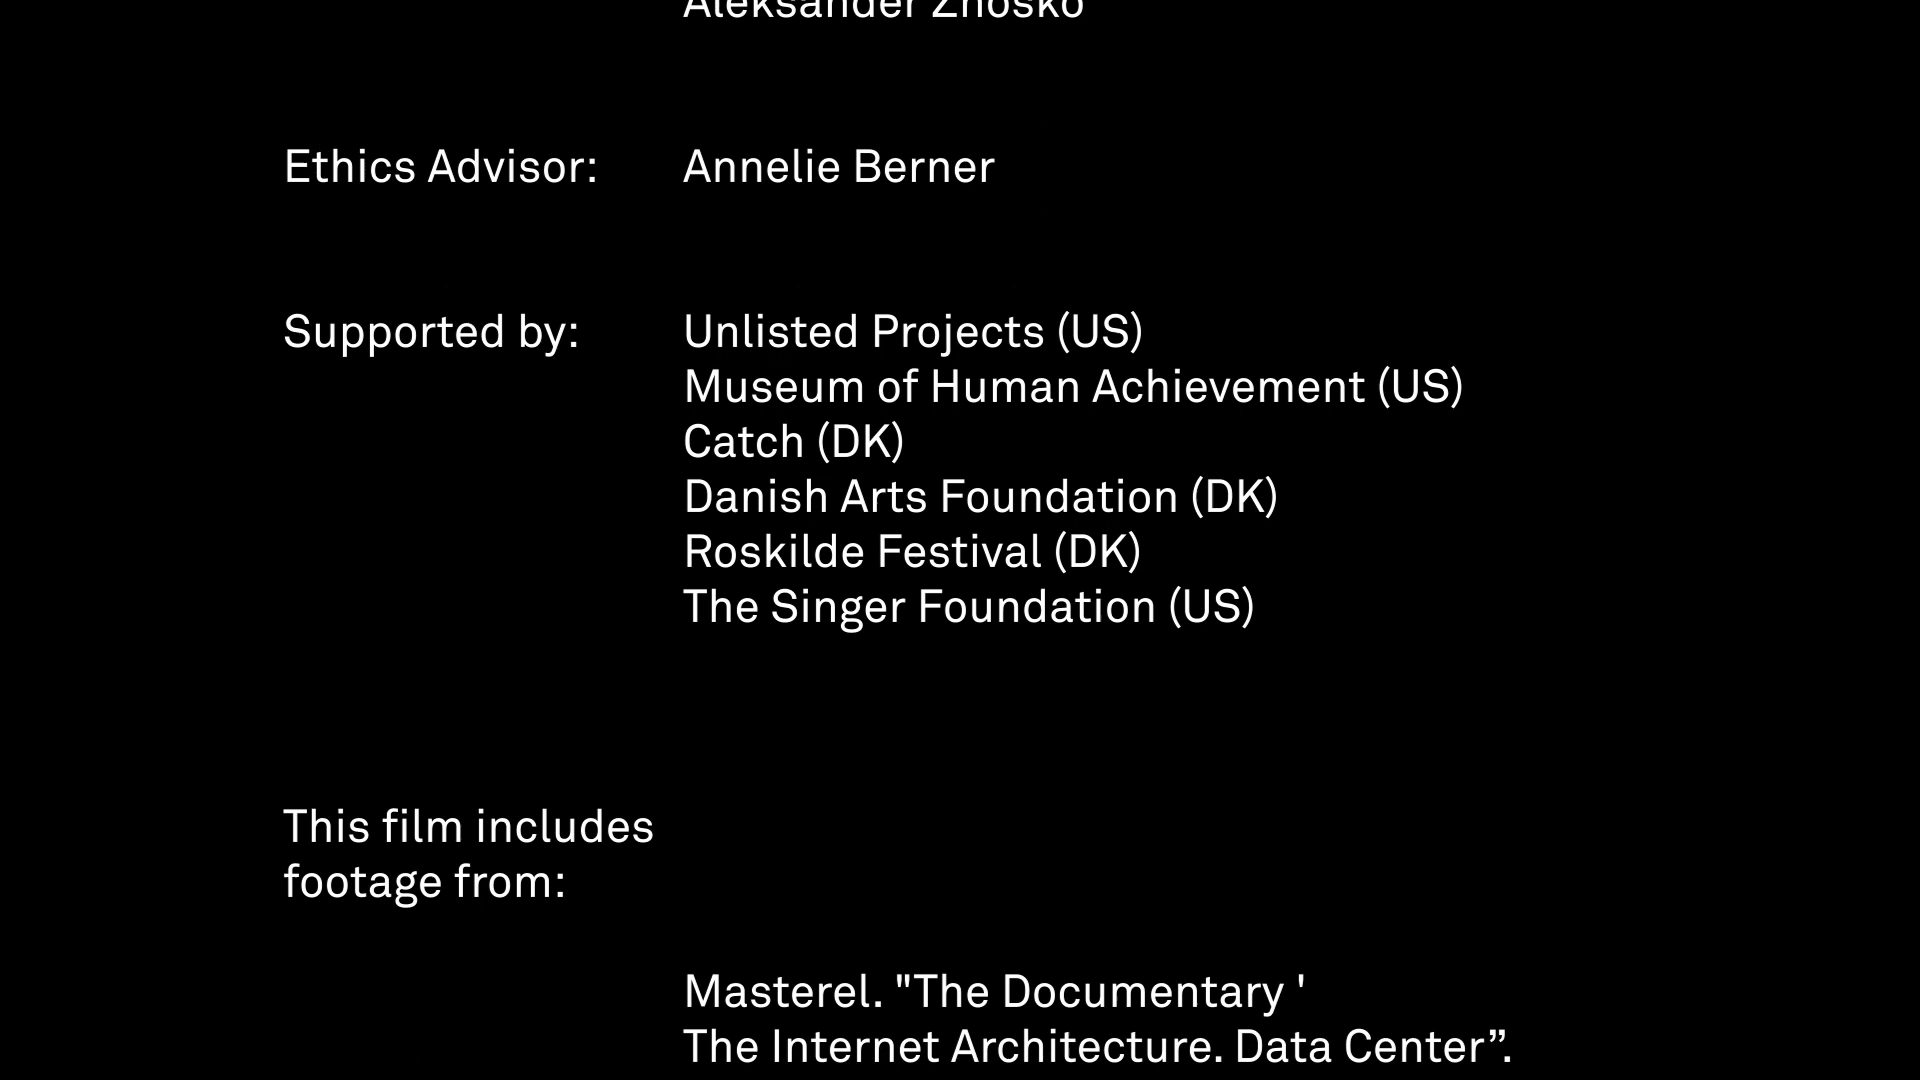 Aleksander Znosko
Ethics Advisor: Annelie Berner
Supported by: Unlisted Projects (US)
Museum of Human Achievement (US)
Catch (DK)
Danish Arts Foundation (DK)
Roskilde Festival (DK)
The Singer Foundation (US)
This film includes
footage from:
Masterel. "The Documentary '
The Internet Architecture. Data Center”.